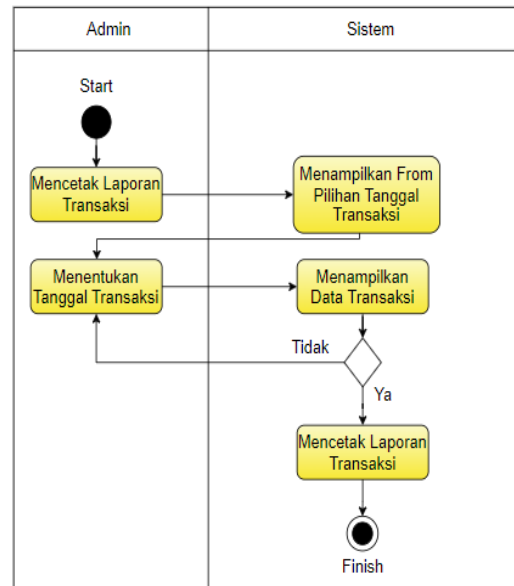 Admin
Sistem
Start
Mencetak Laporan
Transaksi
Menampilkan From
Pilihan Tanggal
Transaksi
Menentukan
Tanggal Transaksi
Menampilkan
Data Transaksi
Tidak
Ya
Mencetak Laporan
Transaksi
Finish